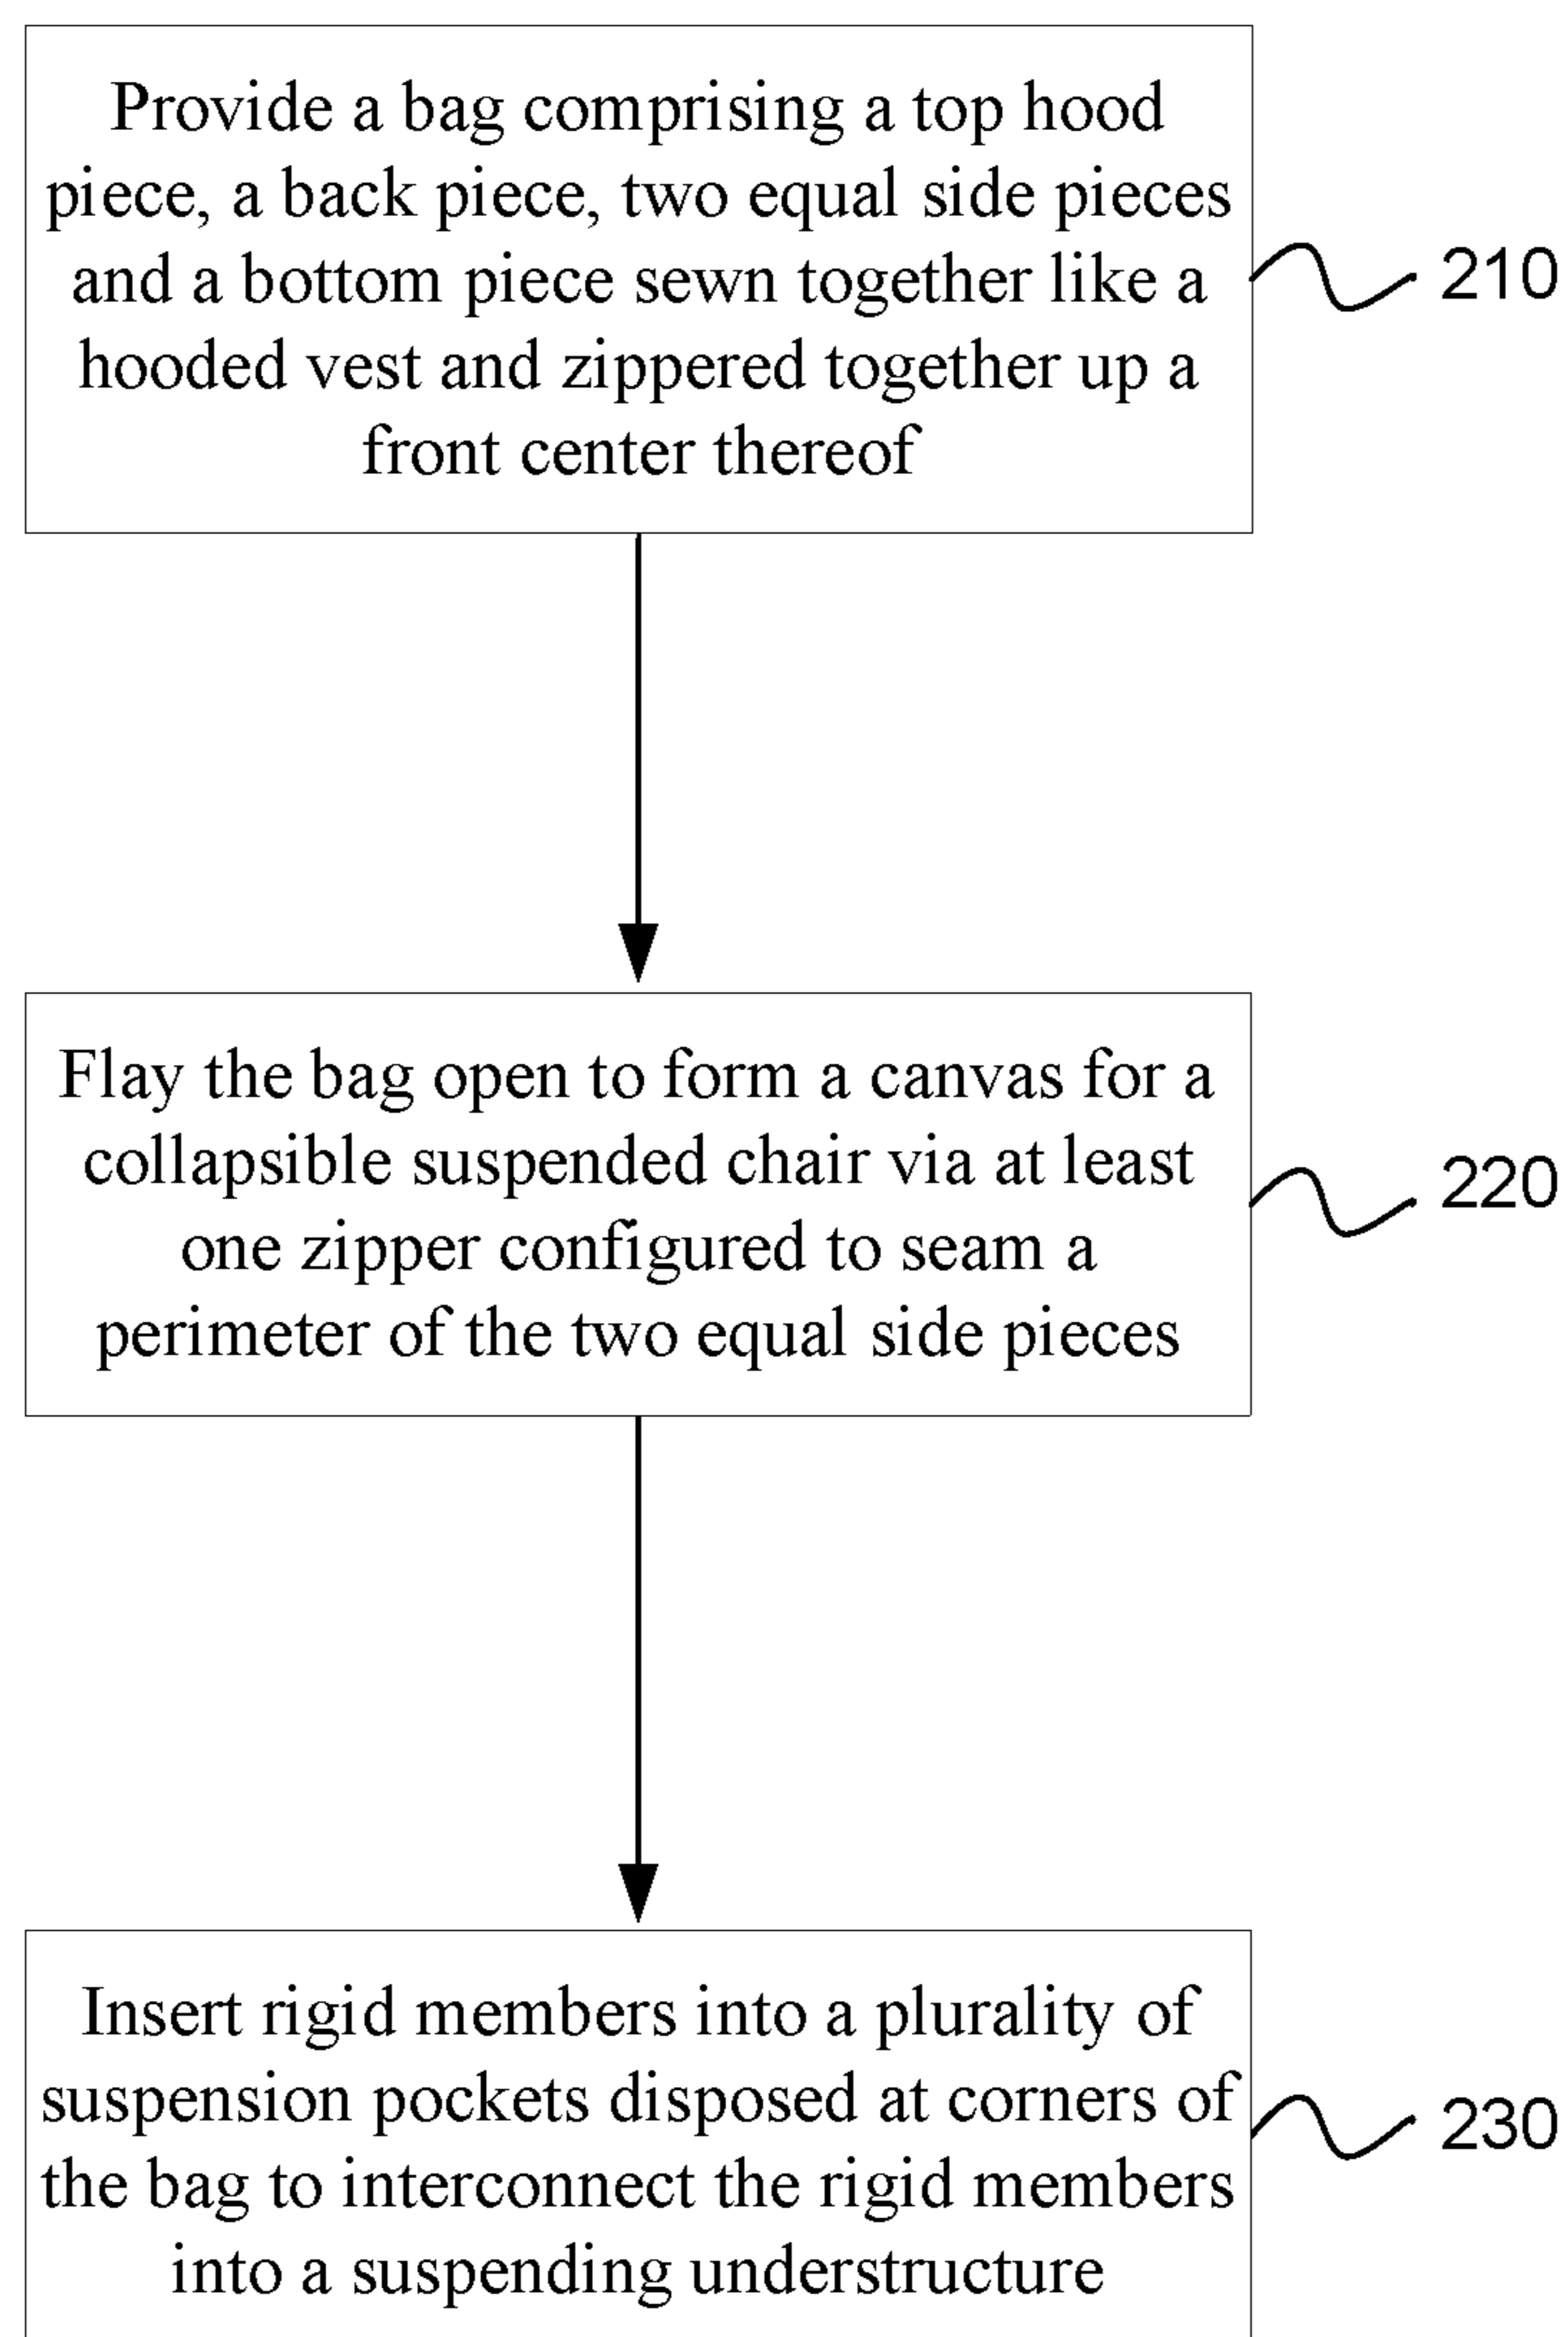 Provide a bag comprising a top hood
piece, a back piece, two equal side pieces
and a bottom piece sewn together like a
hooded vest and zippered together up a
front center thereof
210
Flay the bag open to form a canvas for a
collapsible suspended chair via at least
one zipper configured to seam a
perimeter of the two equal side pieces
220
Insert rigid members into a plurality of
suspension pockets disposed at corners of
the bag to interconnect the rigid members
into a suspending understructure
230